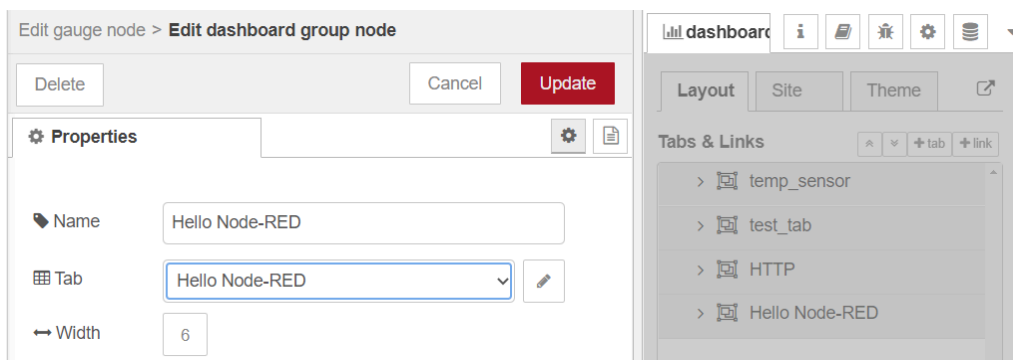 Edit gauge node > Edit dashboard group node
Delete
Cancel
Update
Properties
Name
Hello Node-RED
Tab
Hello Node-RED
Width
6
dashboard
i
Layout
Site
Theme
Tabs & Links
+ tab
+ link
temp_sensor
test_tab
HTTP
Hello Node-RED